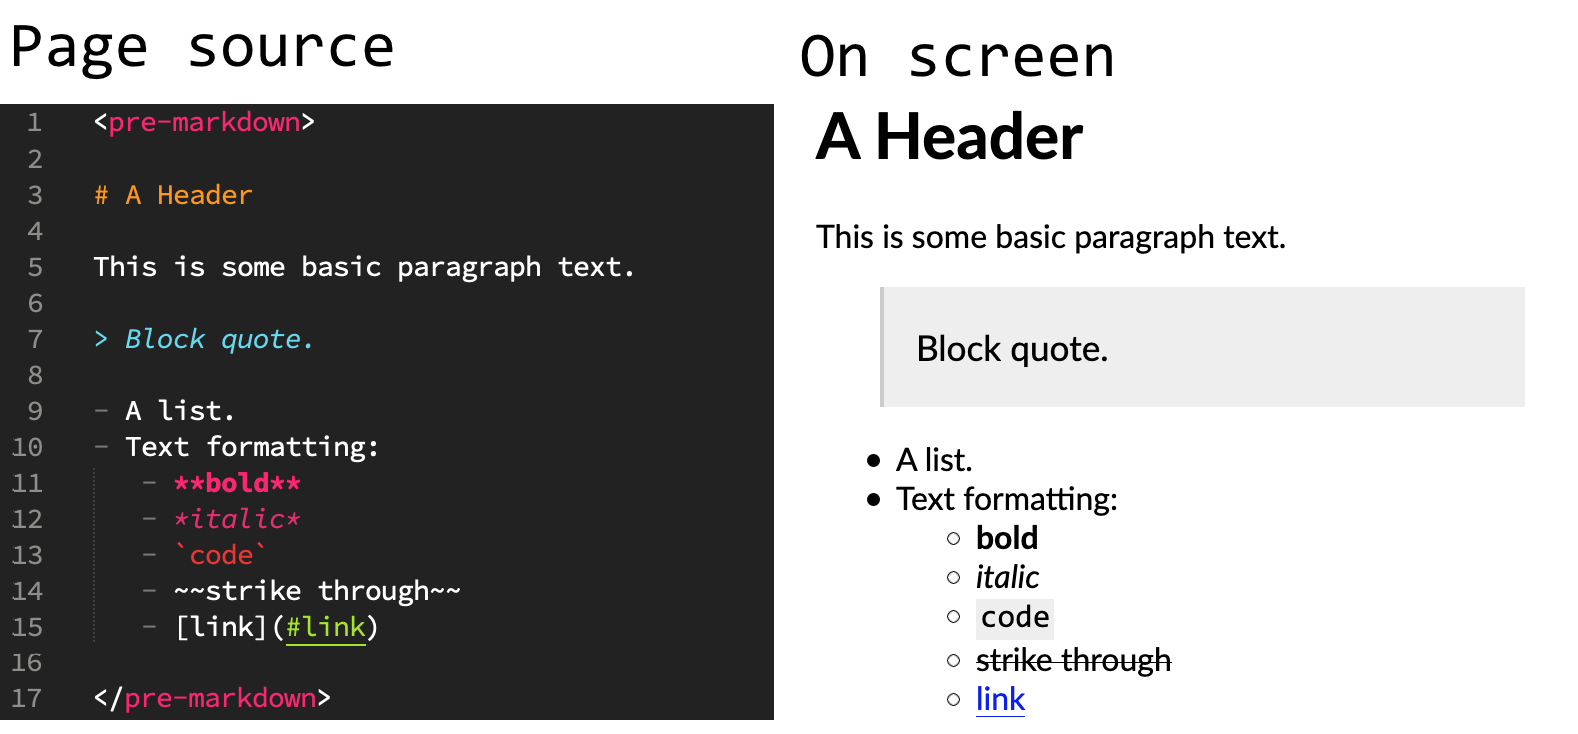 Page source
1 <pre-markdown>
2
3 # A Header
4
5 This is some basic paragraph text.
6
7 > Block quote.
8
9 - A list.
10 - Text formatting:
11 - **bold**
12 - *italic*
13 - `code`
14 - ~~strike through~~
15 - [link](#link)
16
17 </pre-markdown>
On screen
A Header
This is some basic paragraph text.
Block quote.
• A list.
• Text formatting:
○ bold
○ italic
○ code
○ strike through
○ link